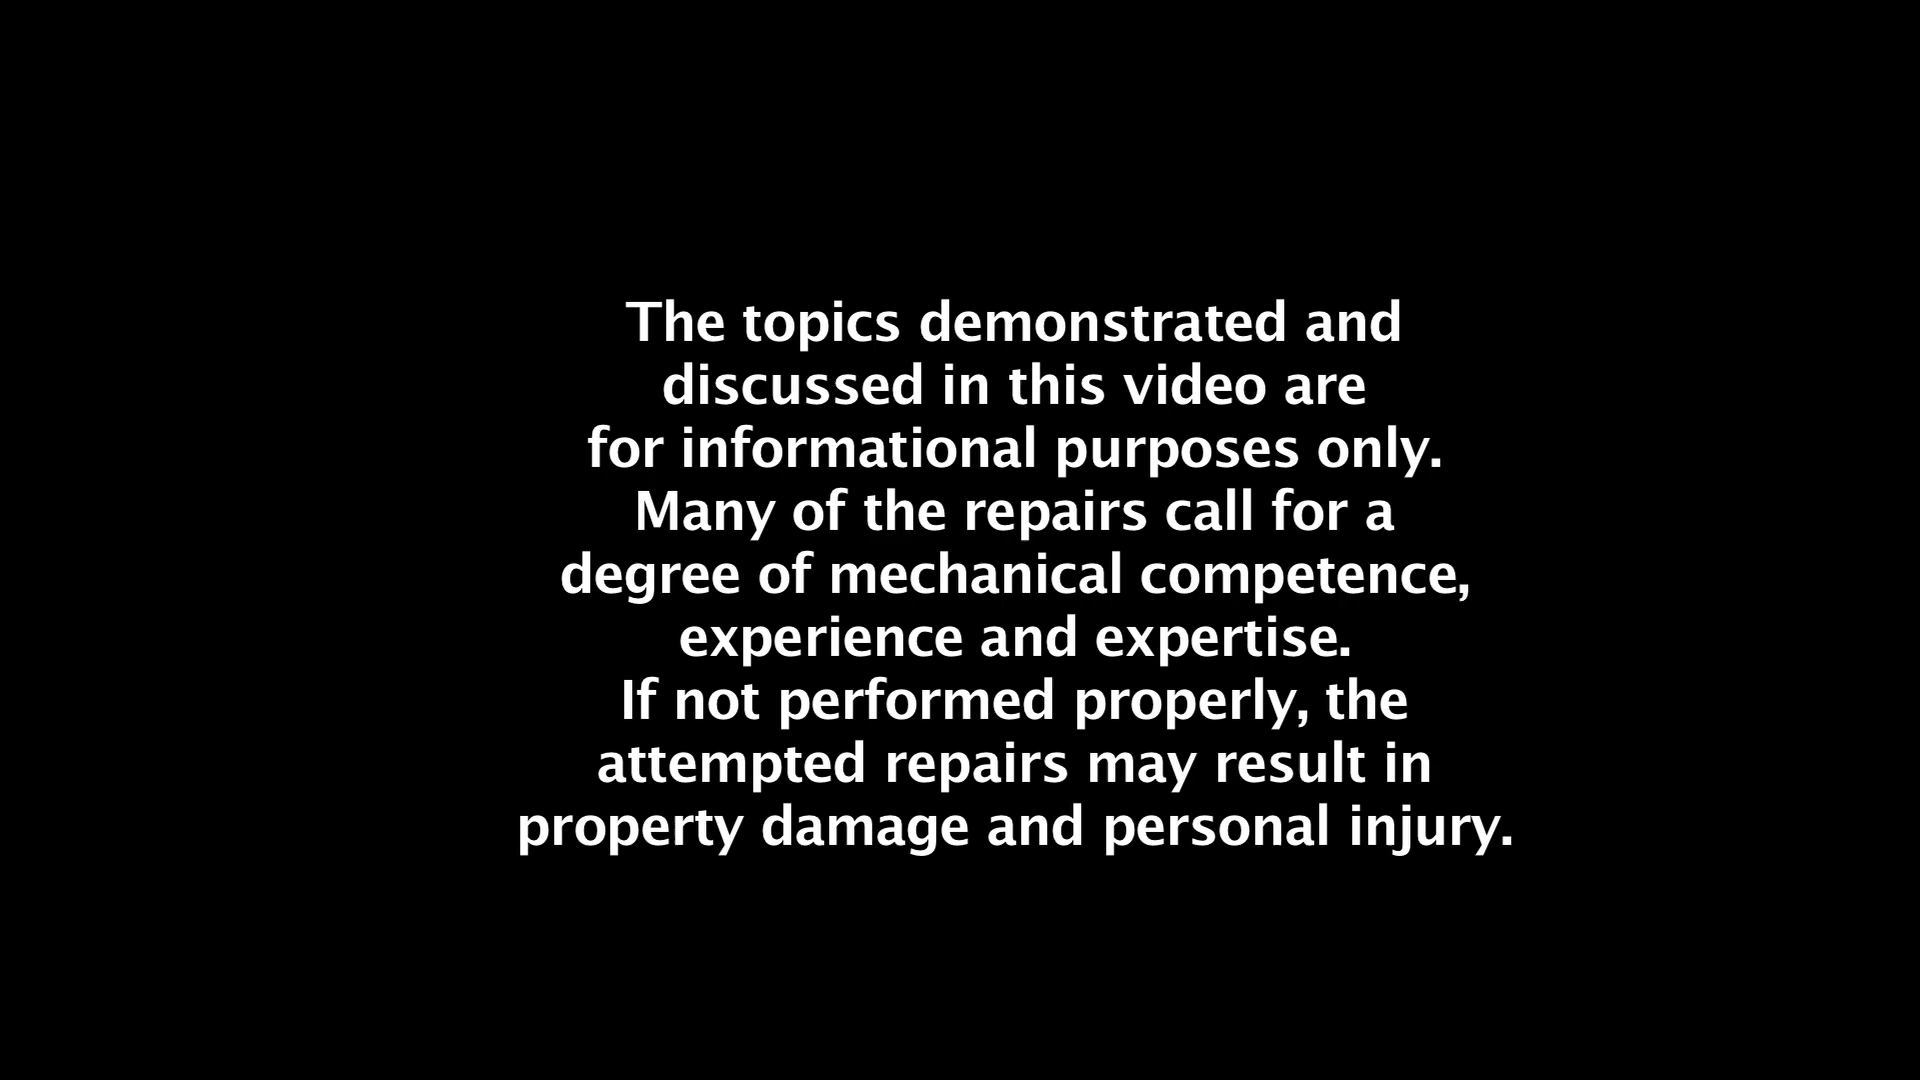 The topics demonstrated and
discussed in this video are
for informational purposes only.
Many of the repairs call for a
degree of mechanical competence,
experience and expertise.
If not performed properly, the
attempted repairs may result in
property damage and personal injury.